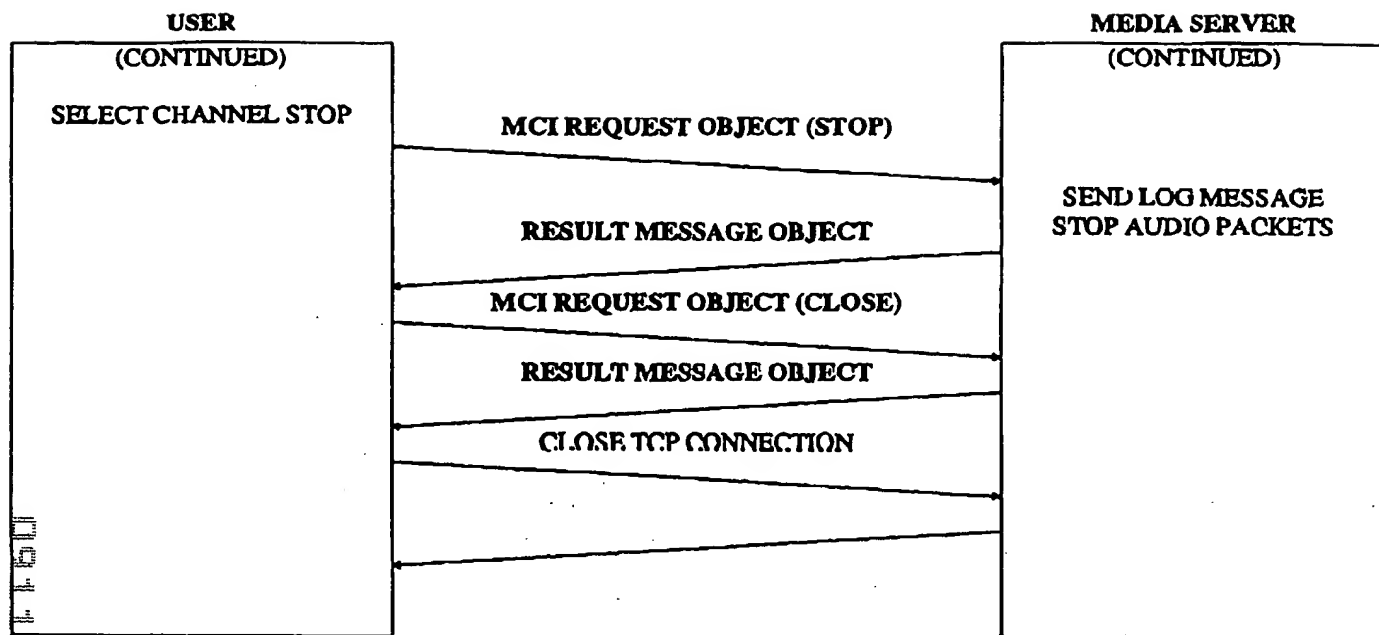 USER
MEDIA SERVER
(CONTINUED)
(CONTINUED)
SELECT CHANNEL STOP
MCI REQUEST OBJECT (STOP)
SEND LOG MESSAGE
STOP AUDIO PACKETS
RESULT MESSAGE OBJECT
MCI REQUEST OBJECT (CLOSE)
RESULT MESSAGE OBJECT
CLOSE TCP CONNECTION